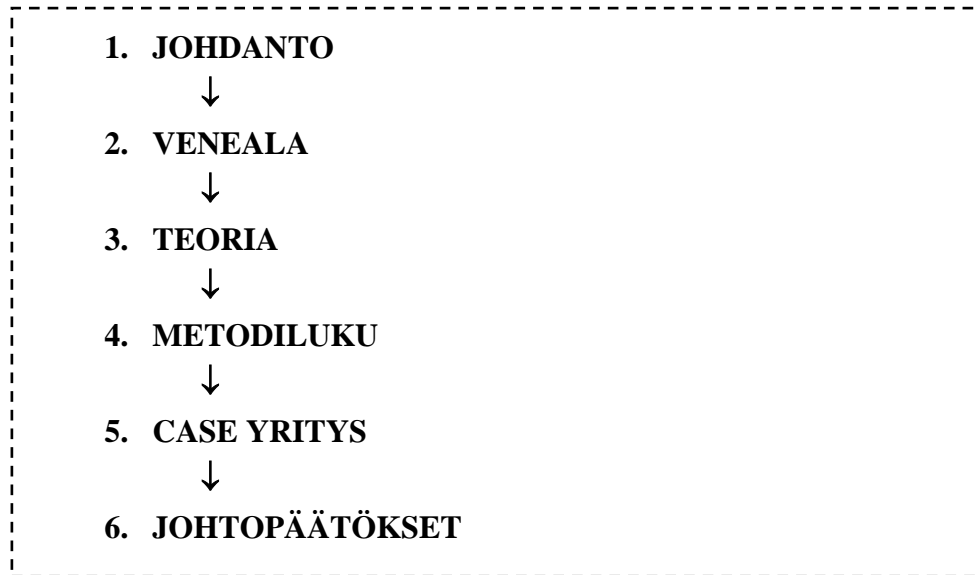 1. JOHDANTO
↓
2. VENEALA
↓
3. TEORIA
↓
4. METODILUKU
↓
5. CASE YRITYS
↓
6. JOHTOPÄÄTÖKSET